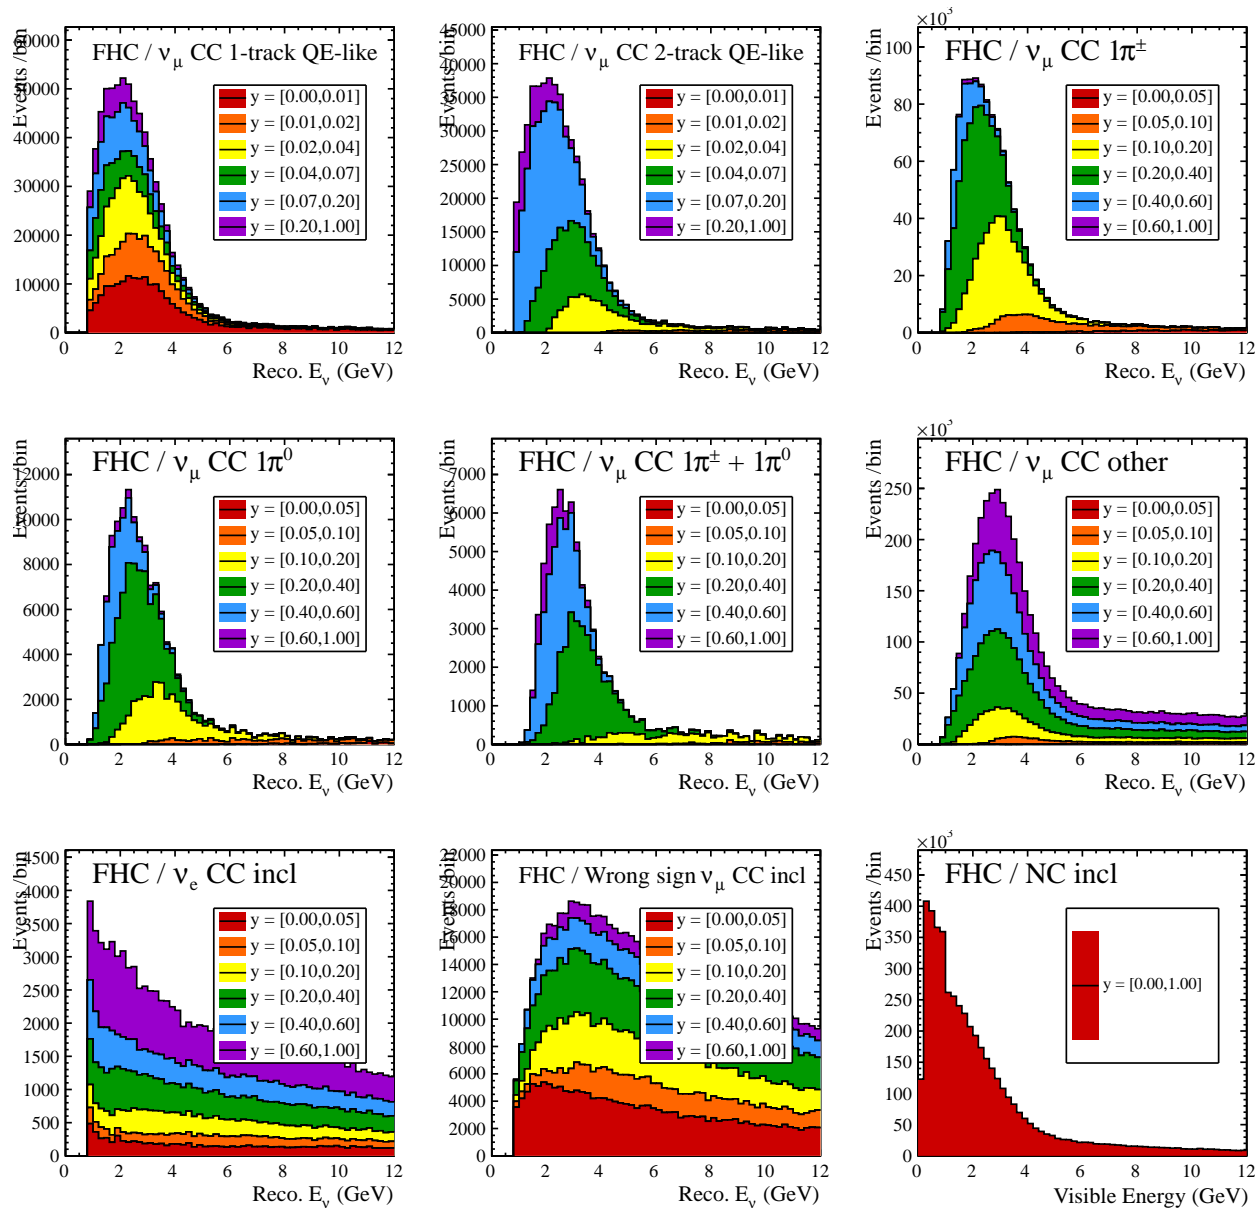 FHC / νμ CC 1-track QE-like
Events /bin
60000
50000
40000
30000
20000
10000
0
y = [0.00,0.01]
y = [0.01,0.02]
y = [0.02,0.04]
y = [0.04,0.07]
y = [0.07,0.20]
y = [0.20,1.00]
0 2 4 6 8 10 12
Reco. Eν (GeV)
FHC / νμ CC 2-track QE-like
Events /bin
45000
40000
35000
30000
25000
20000
15000
10000
5000
0
y = [0.00,0.01]
y = [0.01,0.02]
y = [0.02,0.04]
y = [0.04,0.07]
y = [0.07,0.20]
y = [0.20,1.00]
0 2 4 6 8 10 12
Reco. Eν (GeV)
×10³
FHC / νμ CC 1π±
Events /bin
100
80
60
40
20
0
y = [0.00,0.05]
y = [0.05,0.10]
y = [0.10,0.20]
y = [0.20,0.40]
y = [0.40,0.60]
y = [0.60,1.00]
0 2 4 6 8 10 12
Reco. Eν (GeV)
FHC / νμ CC 1π⁰
Events /bin
12000
10000
8000
6000
4000
2000
0
y = [0.00,0.05]
y = [0.05,0.10]
y = [0.10,0.20]
y = [0.20,0.40]
y = [0.40,0.60]
y = [0.60,1.00]
0 2 4 6 8 10 12
Reco. Eν (GeV)
FHC / νμ CC 1π± + 1π⁰
Events /bin
7000
6000
5000
4000
3000
2000
1000
0
y = [0.00,0.05]
y = [0.05,0.10]
y = [0.10,0.20]
y = [0.20,0.40]
y = [0.40,0.60]
y = [0.60,1.00]
0 2 4 6 8 10 12
Reco. Eν (GeV)
×10³
FHC / νμ CC other
Events /bin
250
200
150
100
50
0
y = [0.00,0.05]
y = [0.05,0.10]
y = [0.10,0.20]
y = [0.20,0.40]
y = [0.40,0.60]
y = [0.60,1.00]
0 2 4 6 8 10 12
Reco. Eν (GeV)
FHC / νe CC incl
Events /bin
4500
4000
3500
3000
2500
2000
1500
1000
500
0
y = [0.00,0.05]
y = [0.05,0.10]
y = [0.10,0.20]
y = [0.20,0.40]
y = [0.40,0.60]
y = [0.60,1.00]
0 2 4 6 8 10 12
Reco. Eν (GeV)
FHC / Wrong sign νμ CC incl
Events /bin
22000
20000
18000
16000
14000
12000
10000
8000
6000
4000
2000
0
y = [0.00,0.05]
y = [0.05,0.10]
y = [0.10,0.20]
y = [0.20,0.40]
y = [0.40,0.60]
y = [0.60,1.00]
0 2 4 6 8 10 12
Reco. Eν (GeV)
×10³
FHC / NC incl
Events /bin
450
400
350
300
250
200
150
100
50
0
y = [0.00,1.00]
0 2 4 6 8 10 12
Visible Energy (GeV)